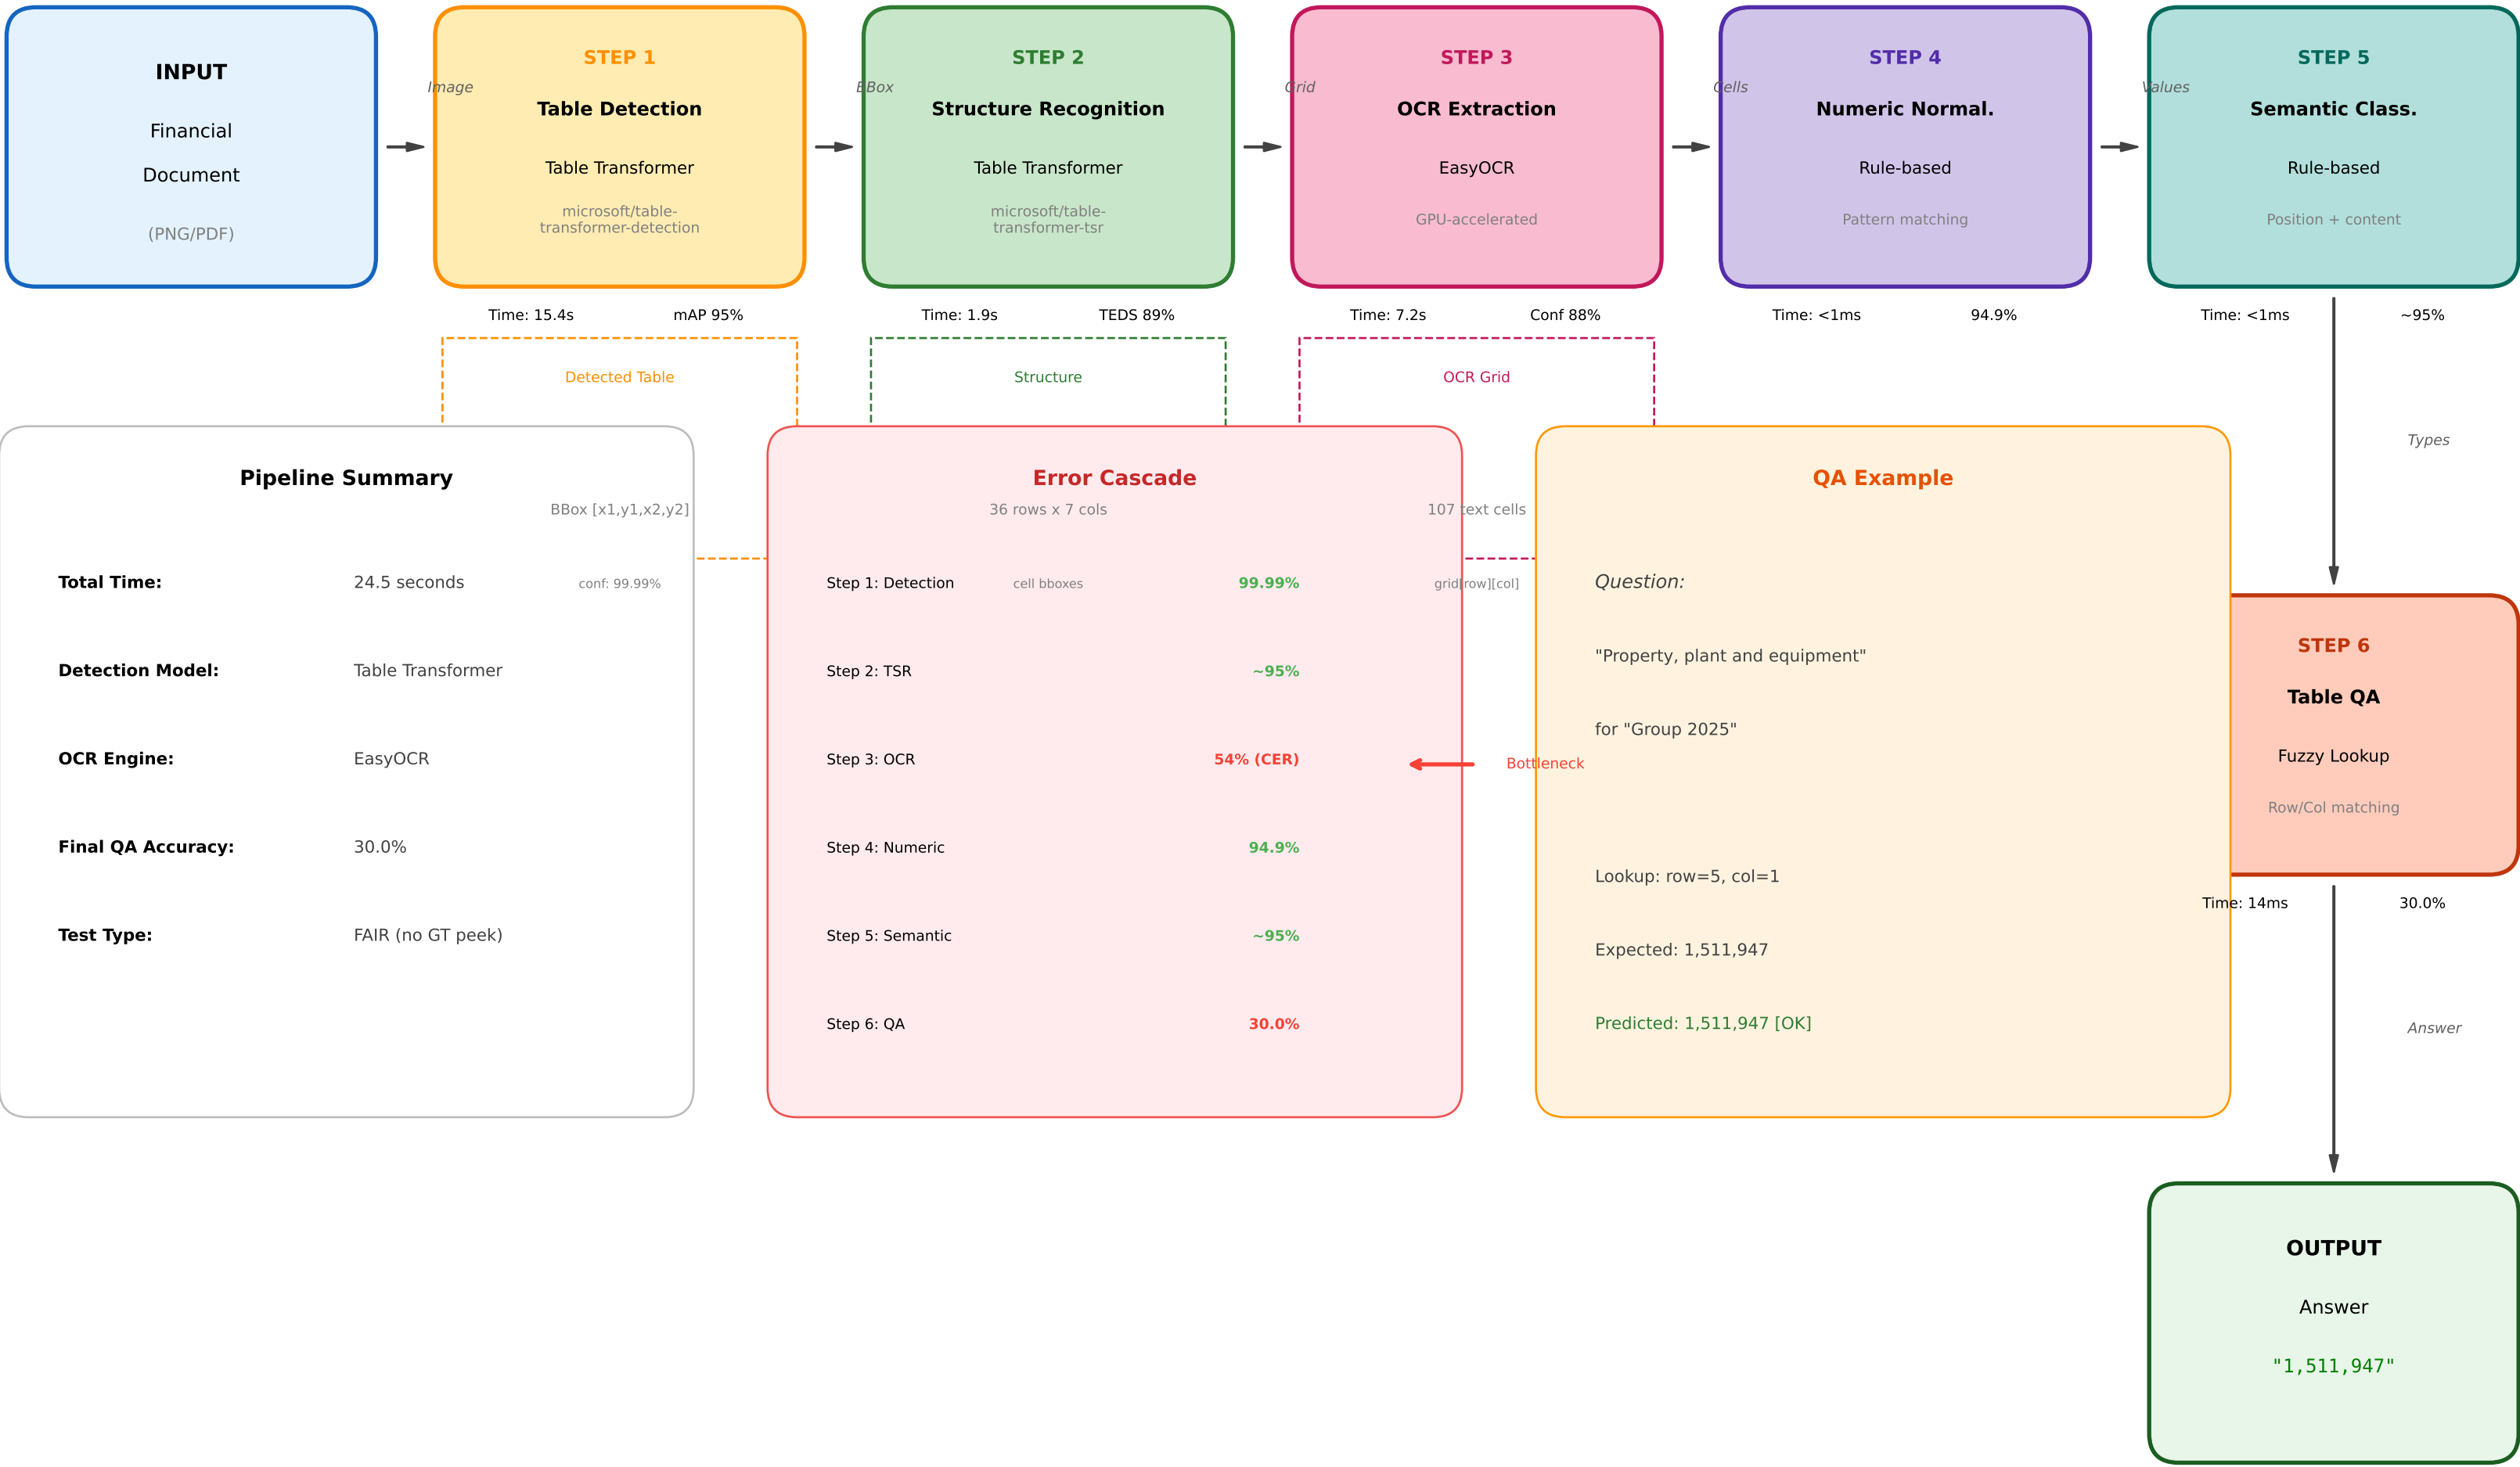 INPUT
Financial
Document
(PNG/PDF)
Image
STEP 1
Table Detection
Table Transformer
microsoft/table-
transformer-detection
Time: 15.4s
mAP 95%
BBox
STEP 2
Structure Recognition
Table Transformer
microsoft/table-
transformer-tsr
Time: 1.9s
TEDS 89%
Grid
STEP 3
OCR Extraction
EasyOCR
GPU-accelerated
Time: 7.2s
Conf 88%
Cells
STEP 4
Numeric Normal.
Rule-based
Pattern matching
Time: <1ms
94.9%
Values
STEP 5
Semantic Class.
Rule-based
Position + content
Time: <1ms
~95%
Detected Table
Structure
OCR Grid
Types
Pipeline Summary
BBox [x1,y1,x2,y2]
Total Time: 24.5 seconds
conf: 99.99%
Detection Model: Table Transformer
OCR Engine: EasyOCR
Final QA Accuracy: 30.0%
Test Type: FAIR (no GT peek)
Error Cascade
36 rows x 7 cols
107 text cells
Step 1: Detection 99.99%
cell bboxes
grid[row][col]
Step 2: TSR ~95%
Step 3: OCR 54% (CER)
Bottleneck
Step 4: Numeric 94.9%
Step 5: Semantic ~95%
Step 6: QA 30.0%
QA Example
Question:
"Property, plant and equipment"
for "Group 2025"
Lookup: row=5, col=1
Expected: 1,511,947
Predicted: 1,511,947 [OK]
STEP 6
Table QA
Fuzzy Lookup
Row/Col matching
Time: 14ms
30.0%
Answer
OUTPUT
Answer
"1,511,947"